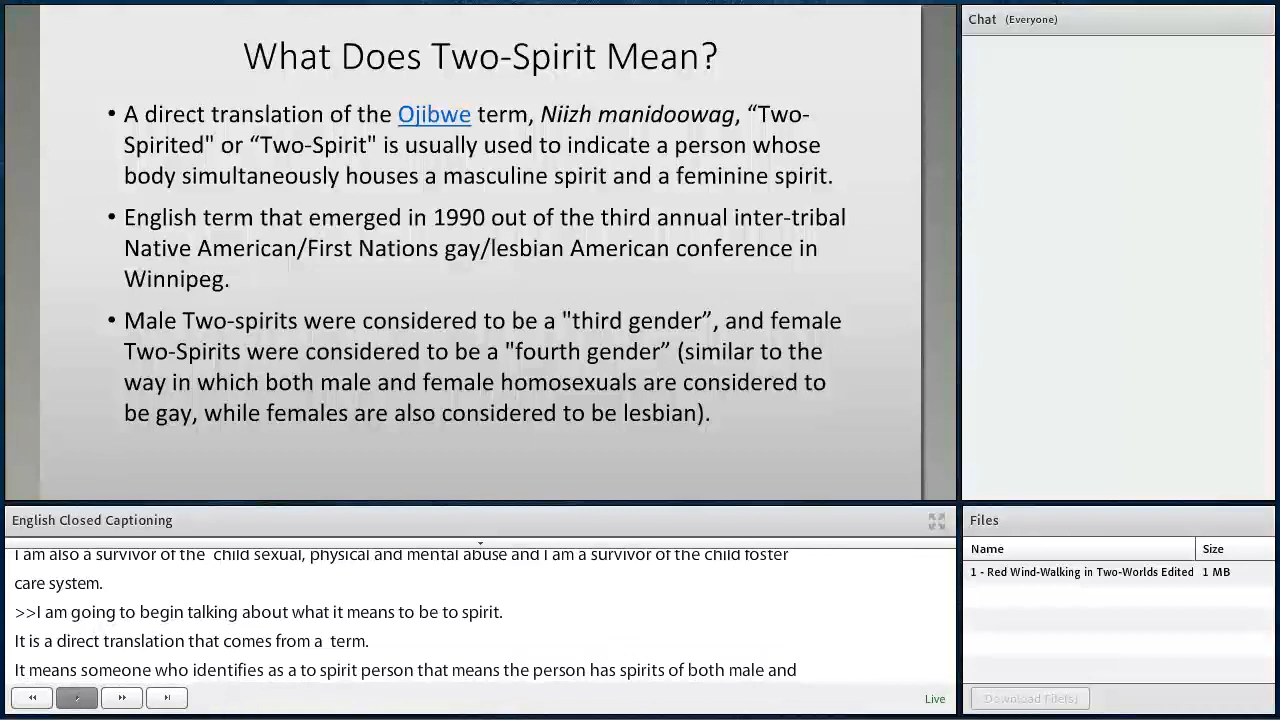 What Does Two-Spirit Mean?
• A direct translation of the Ojibwe term, Niizh manidoowag, “Two-
Spirited" or “Two-Spirit" is usually used to indicate a person whose
body simultaneously houses a masculine spirit and a feminine spirit.
• English term that emerged in 1990 out of the third annual inter-tribal
Native American/First Nations gay/lesbian American conference in
Winnipeg.
• Male Two-spirits were considered to be a "third gender”, and female
Two-Spirits were considered to be a "fourth gender” (similar to the
way in which both male and female homosexuals are considered to
be gay, while females are also considered to be lesbian).
English Closed Captioning
I am also a survivor of the  child sexual, physical and mental abuse and I am a survivor of the child foster
care system.
>>I am going to begin talking about what it means to be to spirit.
It is a direct translation that comes from a  term.
It means someone who identifies as a to spirit person that means the person has spirits of both male and
Live
Chat (Everyone)
Files
Name Size
1 - Red Wind-Walking in Two-Worlds Edited 1 MB
Download File(s)